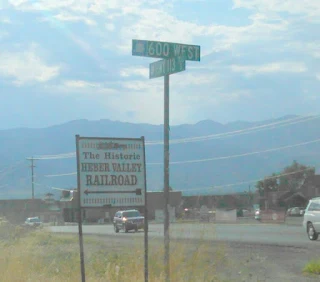 600 WEST
The Historic
HEBER VALLEY
RAILROAD